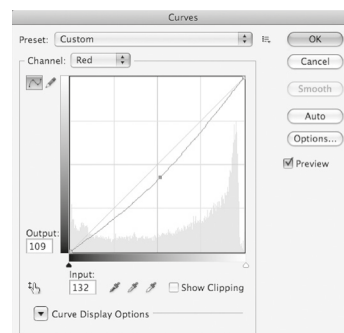 Curves
Preset: Custom
OK
Channel: Red
Cancel
Smooth
Auto
Options...
Preview
Output:
109
Input:
132
Show Clipping
Curve Display Options